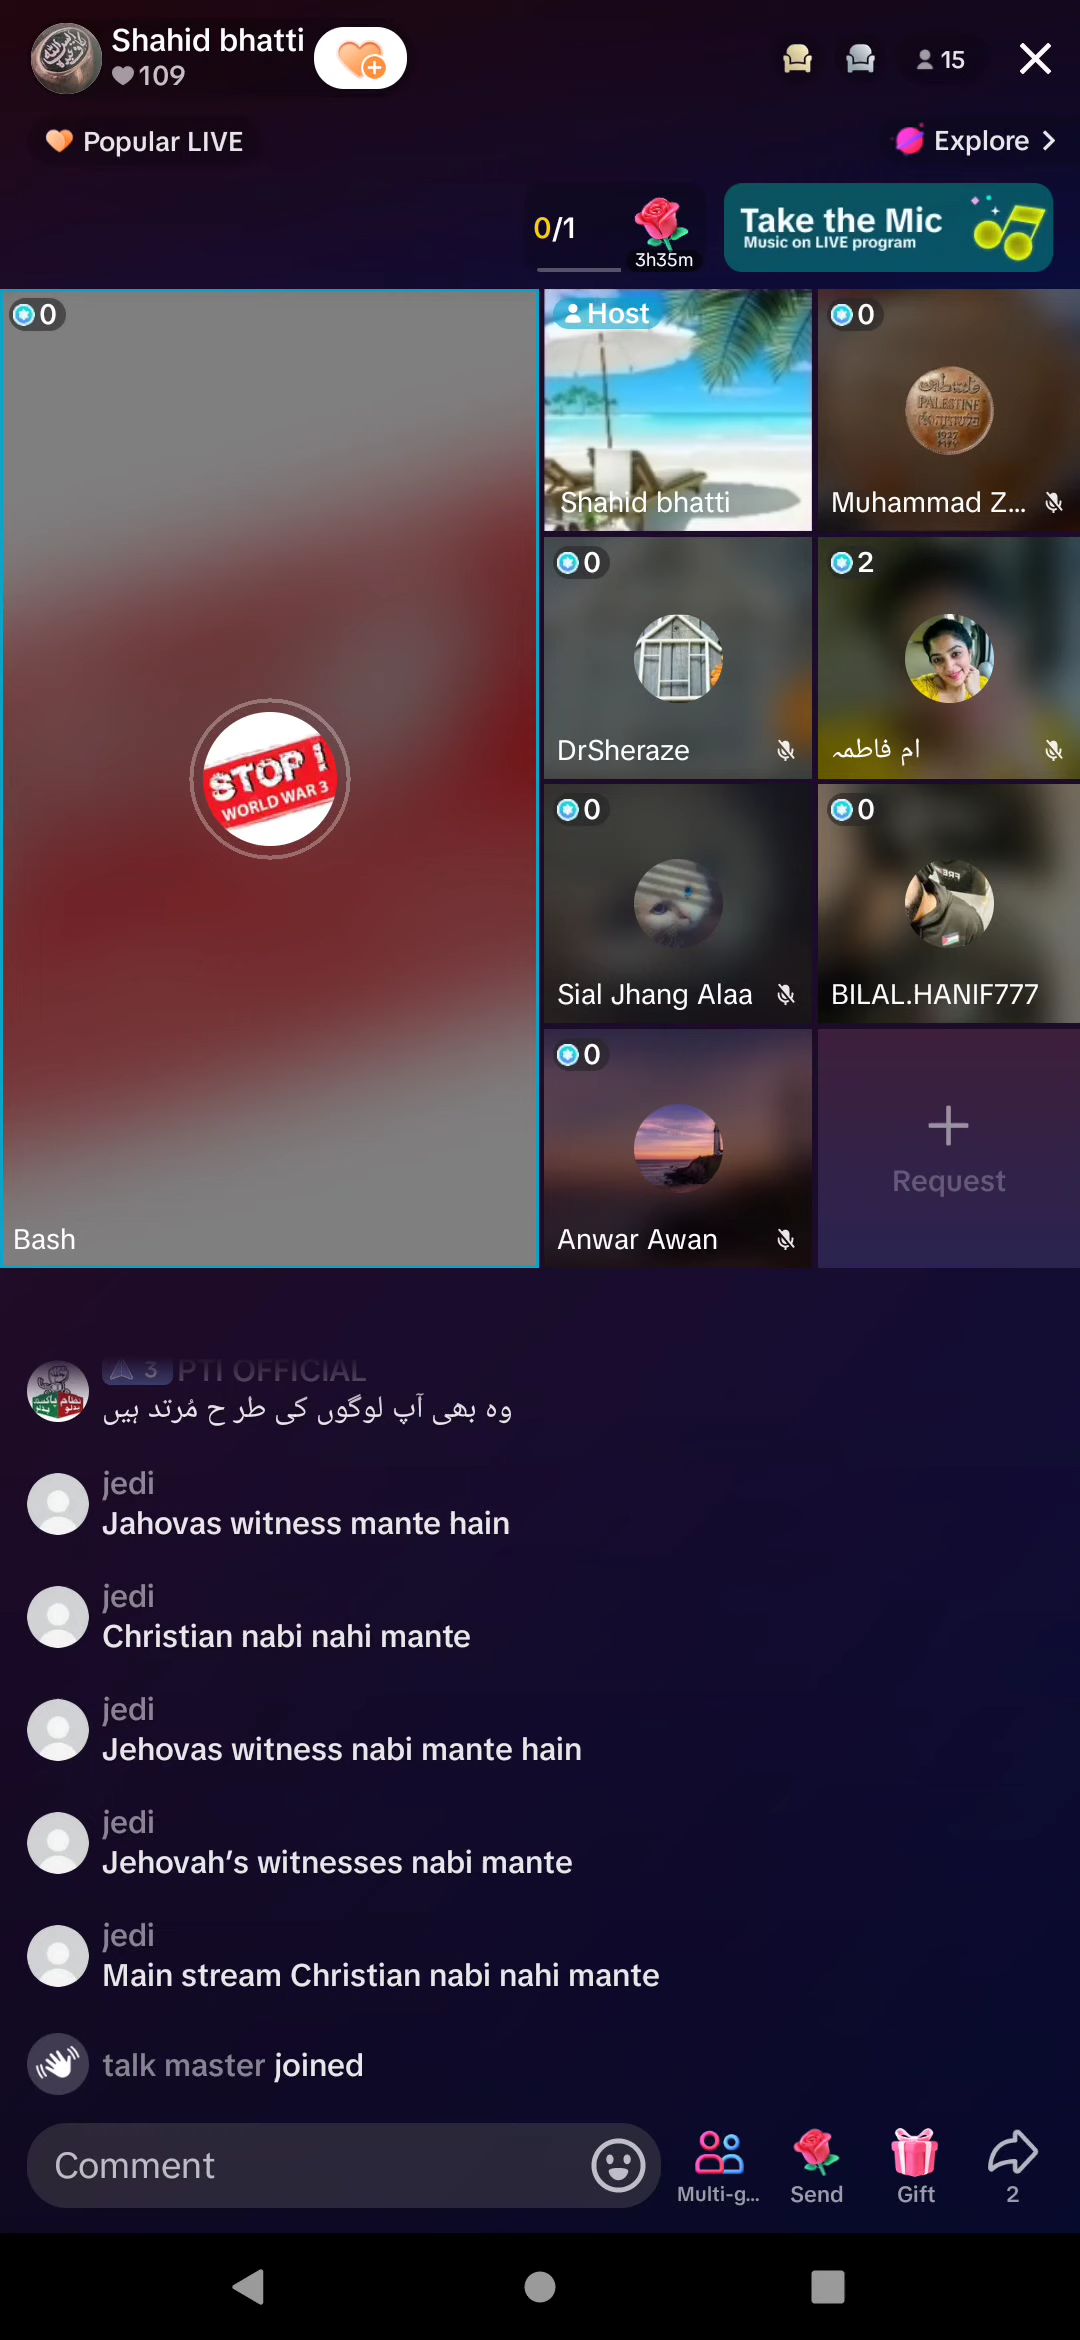 Shahid bhatti
109
15
Popular LIVE
Explore
0/1
3h35m
Take the Mic
Music on LIVE program
0
Host
Shahid bhatti
0
PALESTINE
1927
Muhammad Z...
0
DrSheraze
2
ام فاطمہ
0
Sial Jhang Alaa
0
BILAL.HANIF777
STOP !
WORLD WAR 3
Bash
0
Anwar Awan
Request
3 PTI OFFICIAL
وہ بھی آپ لوگوں کی طر ح مُرتد ہیں
jedi
Jahovas witness mante hain
jedi
Christian nabi nahi mante
jedi
Jehovas witness nabi mante hain
jedi
Jehovah's witnesses nabi mante
jedi
Main stream Christian nabi nahi mante
talk master joined
Comment
Multi-g...
Send
Gift
2